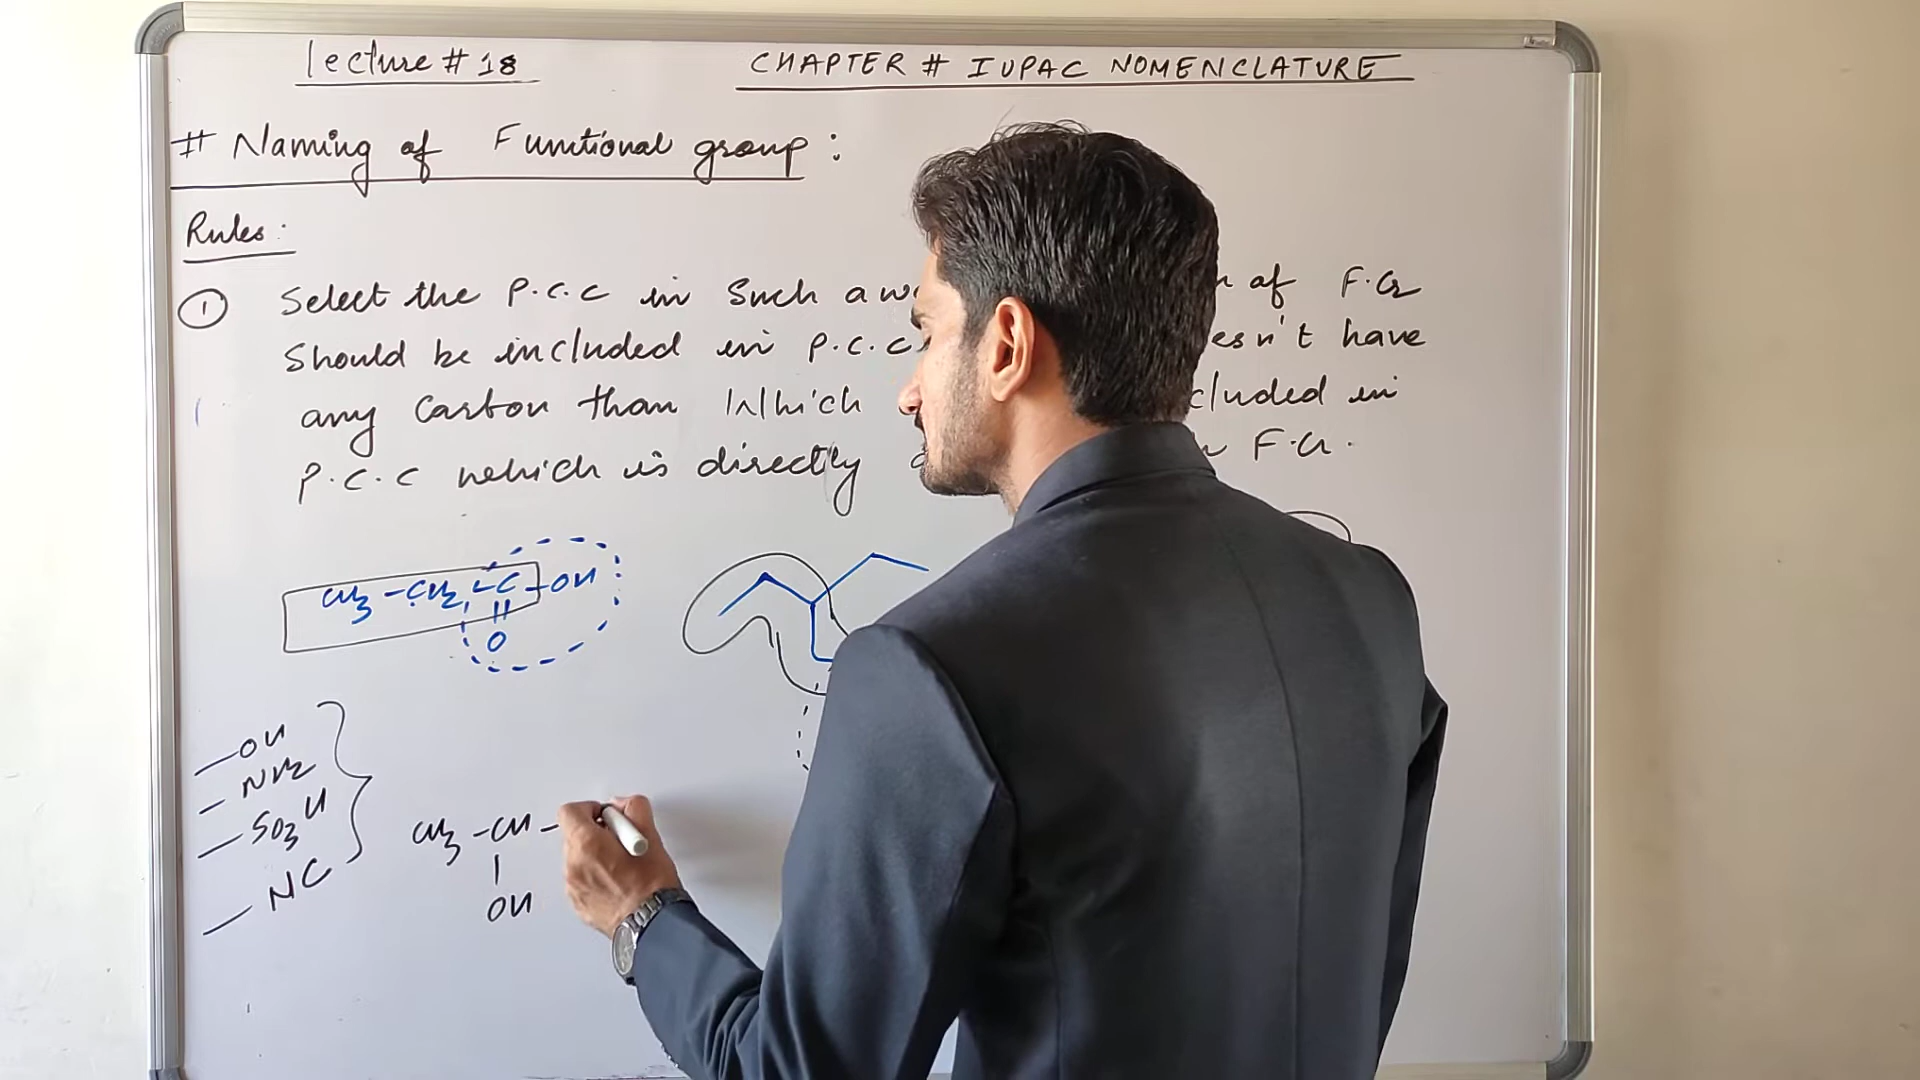 Lecture # 18
CHAPTER # IUPAC NOMENCLATURE
# Naming of Functional group :
Rules :
1 Select the P.C.C in Such a of F.G
Should be included in P.C.C esn't have
any Carbon than Which cluded in
P.C.C which is directly F.G.
CH3 - CH2 - C - OH
||
O
-OH
- NH2
- SO3H
- NC
CH3 - CH -
|
OH